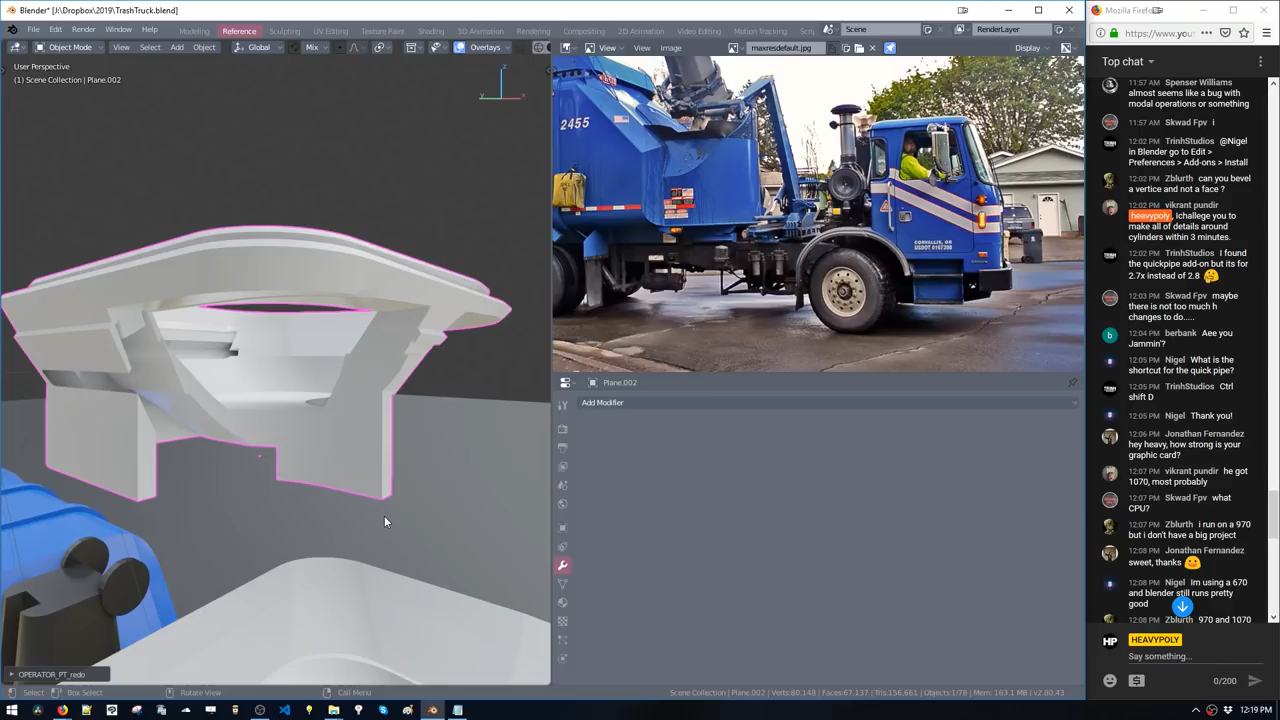 Blender* [J:\Dropbox\2019\TrashTruck.blend]
File Edit Render Window Help
Modeling Reference Sculpting UV Editing Texture Paint Shading 3D Animation Rendering Compositing 2D Animation Video Editing Scripting
Scene
RenderLayer
Object Mode View Select Add Object Global Mix Overlays
View Image maxresdefault.jpg Display
User Perspective
(1) Scene Collection | Plane.002
z
y
x
2455
CORVALLIS, OR
USDOT 0167398
Plane.002
Add Modifier
OPERATOR_PT_redo
Select Box Select Rotate View Call Menu
Scene Collection | Plane.002 | Verts:80,148 | Faces:67,137 | Tris:156,661 | Objects:1/78 | Mem: 163.1 MB | v2.80.43
Mozilla Firefox
https://www.you
Top chat
11:57 AM Spenser Williams
almost seems like a bug with
modal operations or something
11:57 AM Skwad Fpv i
12:02 PM TrinhStudios @Nigel
in Blender go to Edit >
Preferences > Add-ons > Install
12:02 PM Zblurth can you bevel
a vertice and not a face ?
12:02 PM vikrant pundir
heavypoly, Ichallege you to
make all of details around
cylinders within 3 minutes.
12:02 PM TrinhStudios I found
the quickpipe add-on but its for
2.7x instead of 2.8
12:03 PM Skwad Fpv maybe
there is not too much h
changes to do.....
12:04 PM berbank Aee you
Jammin'?
12:05 PM Nigel What is the
shortcut for the quick pipe?
12:05 PM TrinhStudios Ctrl
shift D
12:05 PM Nigel Thank you!
12:06 PM Jonathan Fernandez
hey heavy, how strong is your
graphic card?
12:07 PM vikrant pundir he got
1070, most probably
12:07 PM Skwad Fpv what
CPU?
12:07 PM Zblurth i run on a 970
but i don't have a big project
12:08 PM Jonathan Fernandez
sweet, thanks
12:08 PM Nigel Im using a 670
and blender still runs pretty
good
12:08 PM Zblurth 970 and 1070
HP HEAVYPOLY
Say something...
0/200
12:19 PM